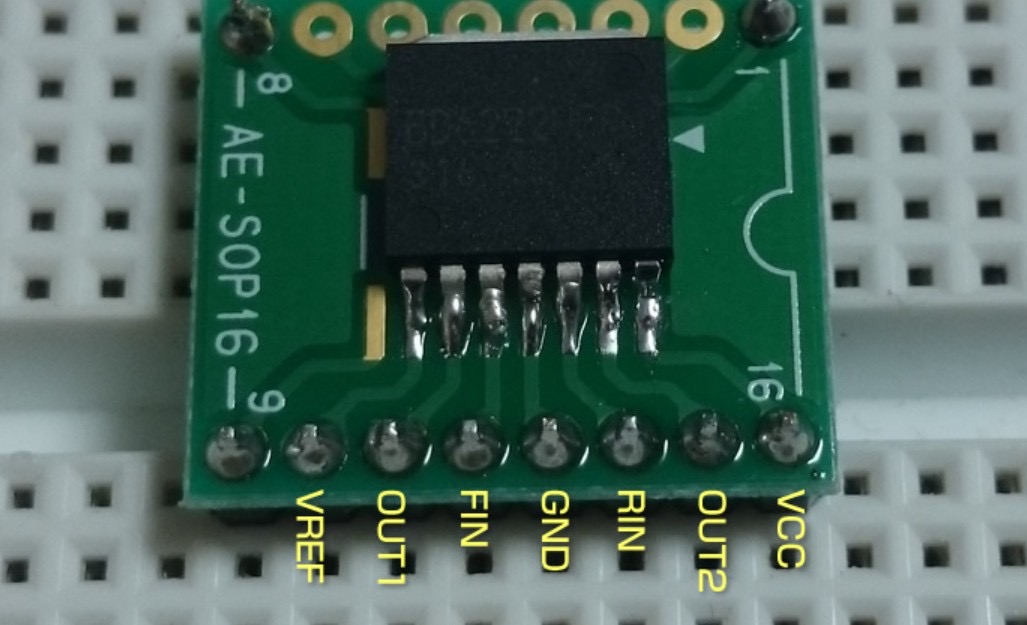 8
1
AE-SOP16
9
16
VREF
OUT1
FIN
GND
RIN
OUT2
VCC